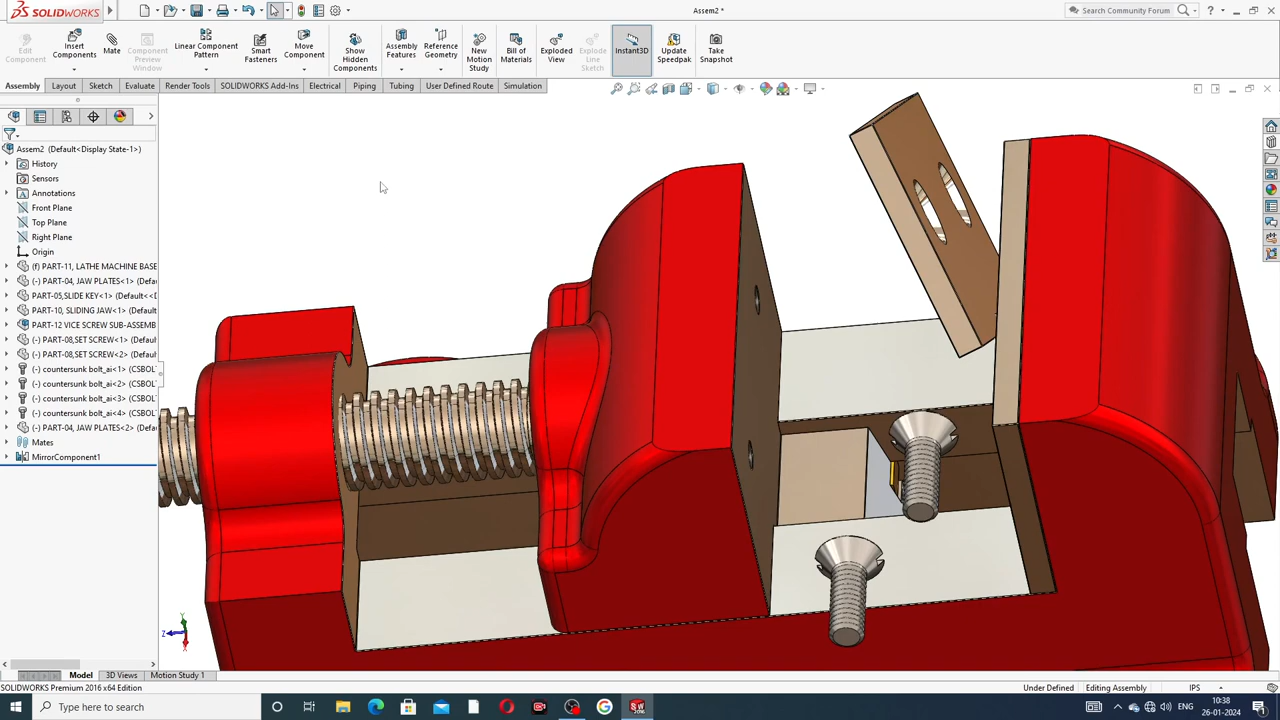 SOLIDWORKS
Assem2 *
Search Community Forum
Edit Component
Insert Components
Mate
Component Preview Window
Linear Component Pattern
Smart Fasteners
Move Component
Show Hidden Components
Assembly Features
Reference Geometry
New Motion Study
Bill of Materials
Exploded View
Explode Line Sketch
Instant3D
Update Speedpak
Take Snapshot
Assembly
Layout
Sketch
Evaluate
Render Tools
SOLIDWORKS Add-Ins
Electrical
Piping
Tubing
User Defined Route
Simulation
Assem2 (Default<Display State-1>)
History
Sensors
Annotations
Front Plane
Top Plane
Right Plane
Origin
(f) PART-11, LATHE MACHINE BASE
(-) PART-04, JAW PLATES<1> (Defau
PART-05,SLIDE KEY<1> (Default<<D
PART-10, SLIDING JAW<1> (Default
PART-12 VICE SCREW SUB-ASSEMB
(-) PART-08,SET SCREW<1> (Default
(-) PART-08,SET SCREW<2> (Default
(-) countersunk bolt_ai<1> (CSBOLT
(-) countersunk bolt_ai<2> (CSBOLT
(-) countersunk bolt_ai<3> (CSBOLT
(-) countersunk bolt_ai<4> (CSBOLT
(-) PART-04, JAW PLATES<2> (Defau
Mates
MirrorComponent1
Y
Z
X
Model
3D Views
Motion Study 1
SOLIDWORKS Premium 2016 x64 Edition
Under Defined
Editing Assembly
IPS
Type here to search
ENG
10:38
26-01-2024